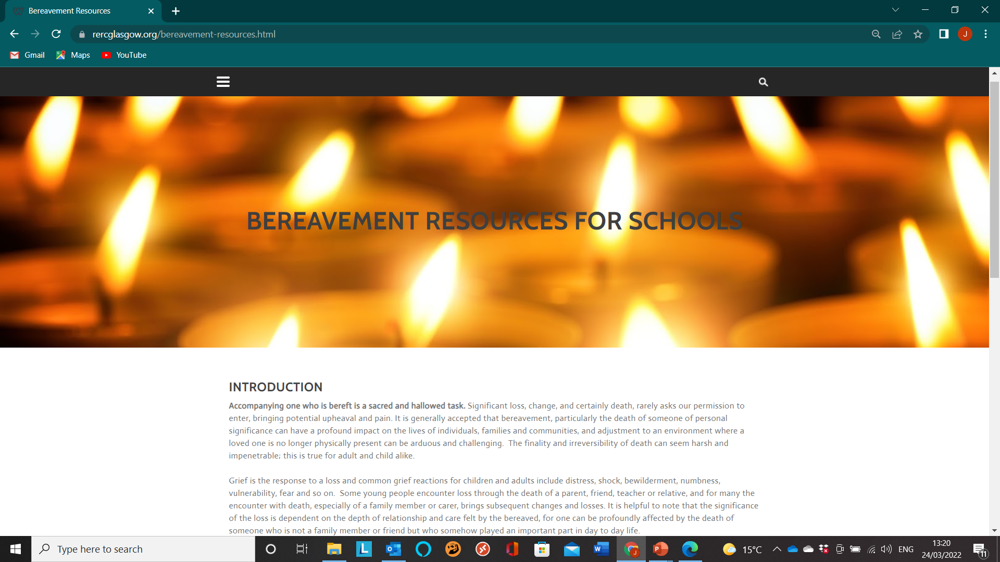 Bereavement Resources
rercglasgow.org/bereavement-resources.html
J
Gmail Maps YouTube
BEREAVEMENT RESOURCES FOR SCHOOLS
INTRODUCTION
Accompanying one who is bereft is a sacred and hallowed task. Significant loss, change, and certainly death, rarely asks our permission to
enter, bringing potential upheaval and pain. It is generally accepted that bereavement, particularly the death of someone of personal
significance can have a profound impact on the lives of individuals, families and communities, and adjustment to an environment where a
loved one is no longer physically present can be arduous and challenging.  The finality and irreversibility of death can seem harsh and
impenetrable; this is true for adult and child alike.
Grief is the response to a loss and common grief reactions for children and adults include distress, shock, bewilderment, numbness,
vulnerability, fear and so on.  Some young people encounter loss through the death of a parent, friend, teacher or relative, and for many the
encounter with death, especially of a family member or carer, brings subsequent changes and losses. It is helpful to note that the significance
of the loss is dependent on the depth of relationship and care felt by the bereaved, for one can be profoundly affected by the death of
someone who is not a family member or friend but who somehow played an important part in day to day life.
Type here to search
L
W
J
P
15°C
ENG
13:20
24/03/2022
11